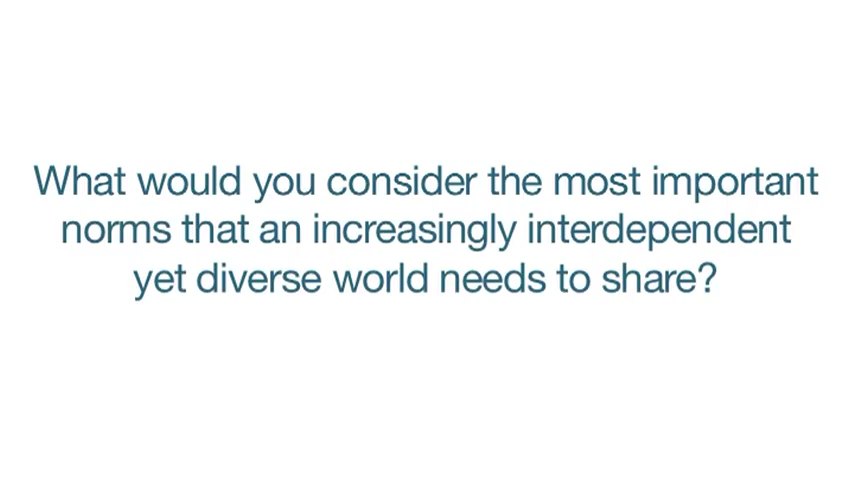 What would you consider the most important
norms that an increasingly interdependent
yet diverse world needs to share?